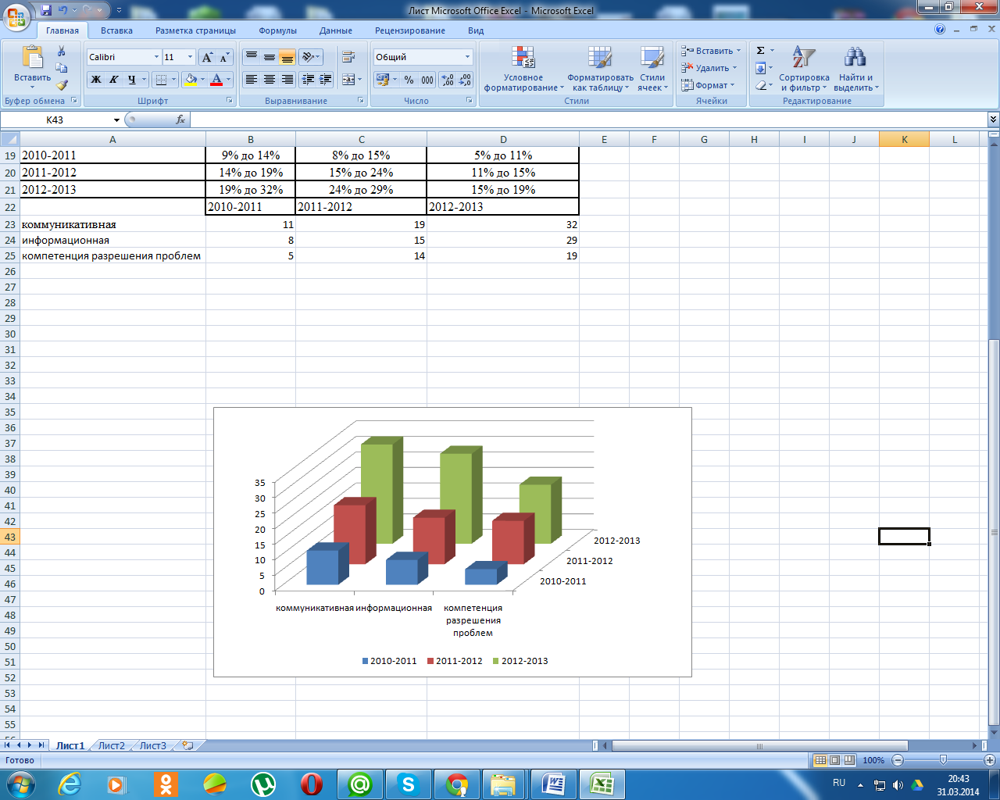 Лист Microsoft Office Excel - Microsoft Excel
Главная Вставка Разметка страницы Формулы Данные Рецензирование Вид
Вставить
Буфер обмена
Calibri 11
Ж К Ч
Шрифт
Выравнивание
Общий
% 000
Число
Условное форматирование
Форматировать как таблицу
Стили ячеек
Стили
Вставить
Удалить
Формат
Ячейки
Сортировка и фильтр
Найти и выделить
Редактирование
K43 fx
A B C D E F G H I J K L
19 2010-2011 9% до 14% 8% до 15% 5% до 11%
20 2011-2012 14% до 19% 15% до 24% 11% до 15%
21 2012-2013 19% до 32% 24% до 29% 15% до 19%
22 2010-2011 2011-2012 2012-2013
23 коммуникативная 11 19 32
24 информационная 8 15 29
25 компетенция разрешения проблем 5 14 19
26
27
28
29
30
31
32
33
34
35
36
37
38
39
40
41
42
43
44
45
46
47
48
49
50
51
52
53
54
55
35
30
25
20
15
10
5
0
2012-2013
2011-2012
2010-2011
коммуникативная информационная компетенция
разрешения
проблем
2010-2011 2011-2012 2012-2013
Лист1 Лист2 Лист3
Готово 100%
RU 20:43
31.03.2014